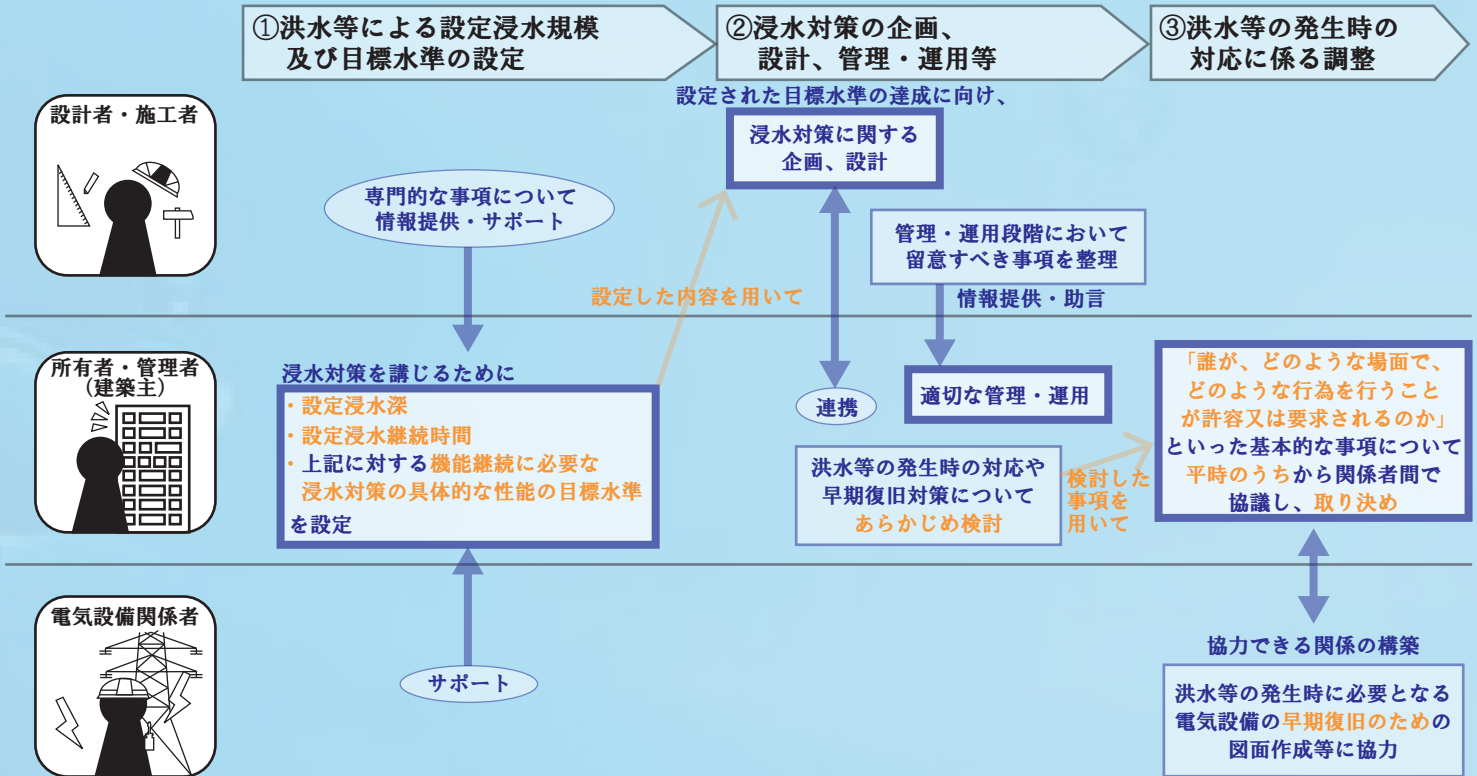 ①洪水等による設定浸水規模
及び目標水準の設定
②浸水対策の企画、
設計、管理・運用等
③洪水等の発生時の
対応に係る調整
設計者・施工者
設定された目標水準の達成に向け、
浸水対策に関する
企画、設計
専門的な事項について
情報提供・サポート
管理・運用段階において
留意すべき事項を整理
設定した内容を用いて
情報提供・助言
所有者・管理者
(建築主)
浸水対策を講じるために
・設定浸水深
・設定浸水継続時間
・上記に対する機能継続に必要な
浸水対策の具体的な性能の目標水準
を設定
連携
適切な管理・運用
洪水等の発生時の対応や
早期復旧対策について
あらかじめ検討
検討した
事項を
用いて
「誰が、どのような場面で、
どのような行為を行うこと
が許容又は要求されるのか」
といった基本的な事項について
平時のうちから関係者間で
協議し、取り決め
電気設備関係者
サポート
協力できる関係の構築
洪水等の発生時に必要となる
電気設備の早期復旧のための
図面作成等に協力